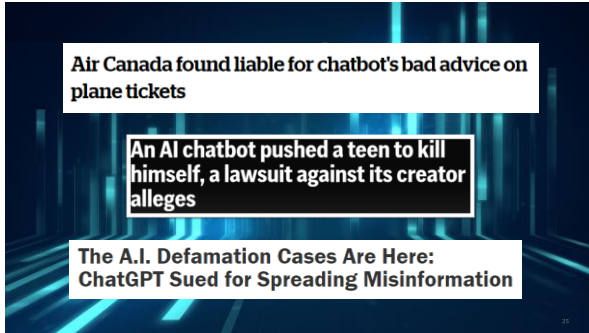 Air Canada found liable for chatbot's bad advice on
plane tickets
An AI chatbot pushed a teen to kill
himself, a lawsuit against its creator
alleges
The A.I. Defamation Cases Are Here:
ChatGPT Sued for Spreading Misinformation
25